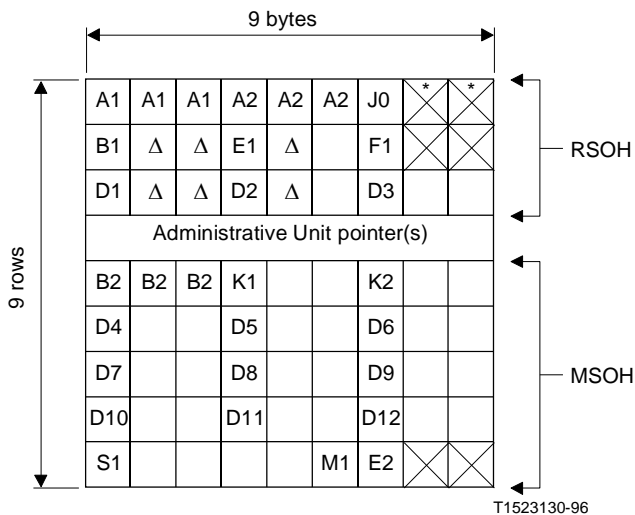 9 bytes
A1 A1 A1 A2 A2 A2 J0 * *
B1 Δ Δ E1 Δ F1
RSOH
D1 Δ Δ D2 Δ D3
Administrative Unit pointer(s)
9 rows
B2 B2 B2 K1 K2
D4 D5 D6
D7 D8 D9
MSOH
D10 D11 D12
S1 M1 E2
T1523130-96